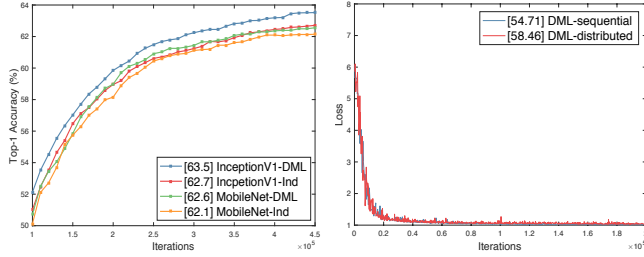 64
62
60
58
56
54
52
50
Top-1 Accuracy (%)
[63.5] InceptionV1-DML
[62.7] IncpetionV1-Ind
[62.6] MobileNet-DML
[62.1] MobileNet-Ind
1 1.5 2 2.5 3 3.5 4 4.5
Iterations ×10⁵
6
5
4
3
2
1
Loss
[54.71] DML-sequential
[58.46] DML-distributed
0 0.2 0.4 0.6 0.8 1 1.2 1.4 1.6 1.8
Iterations